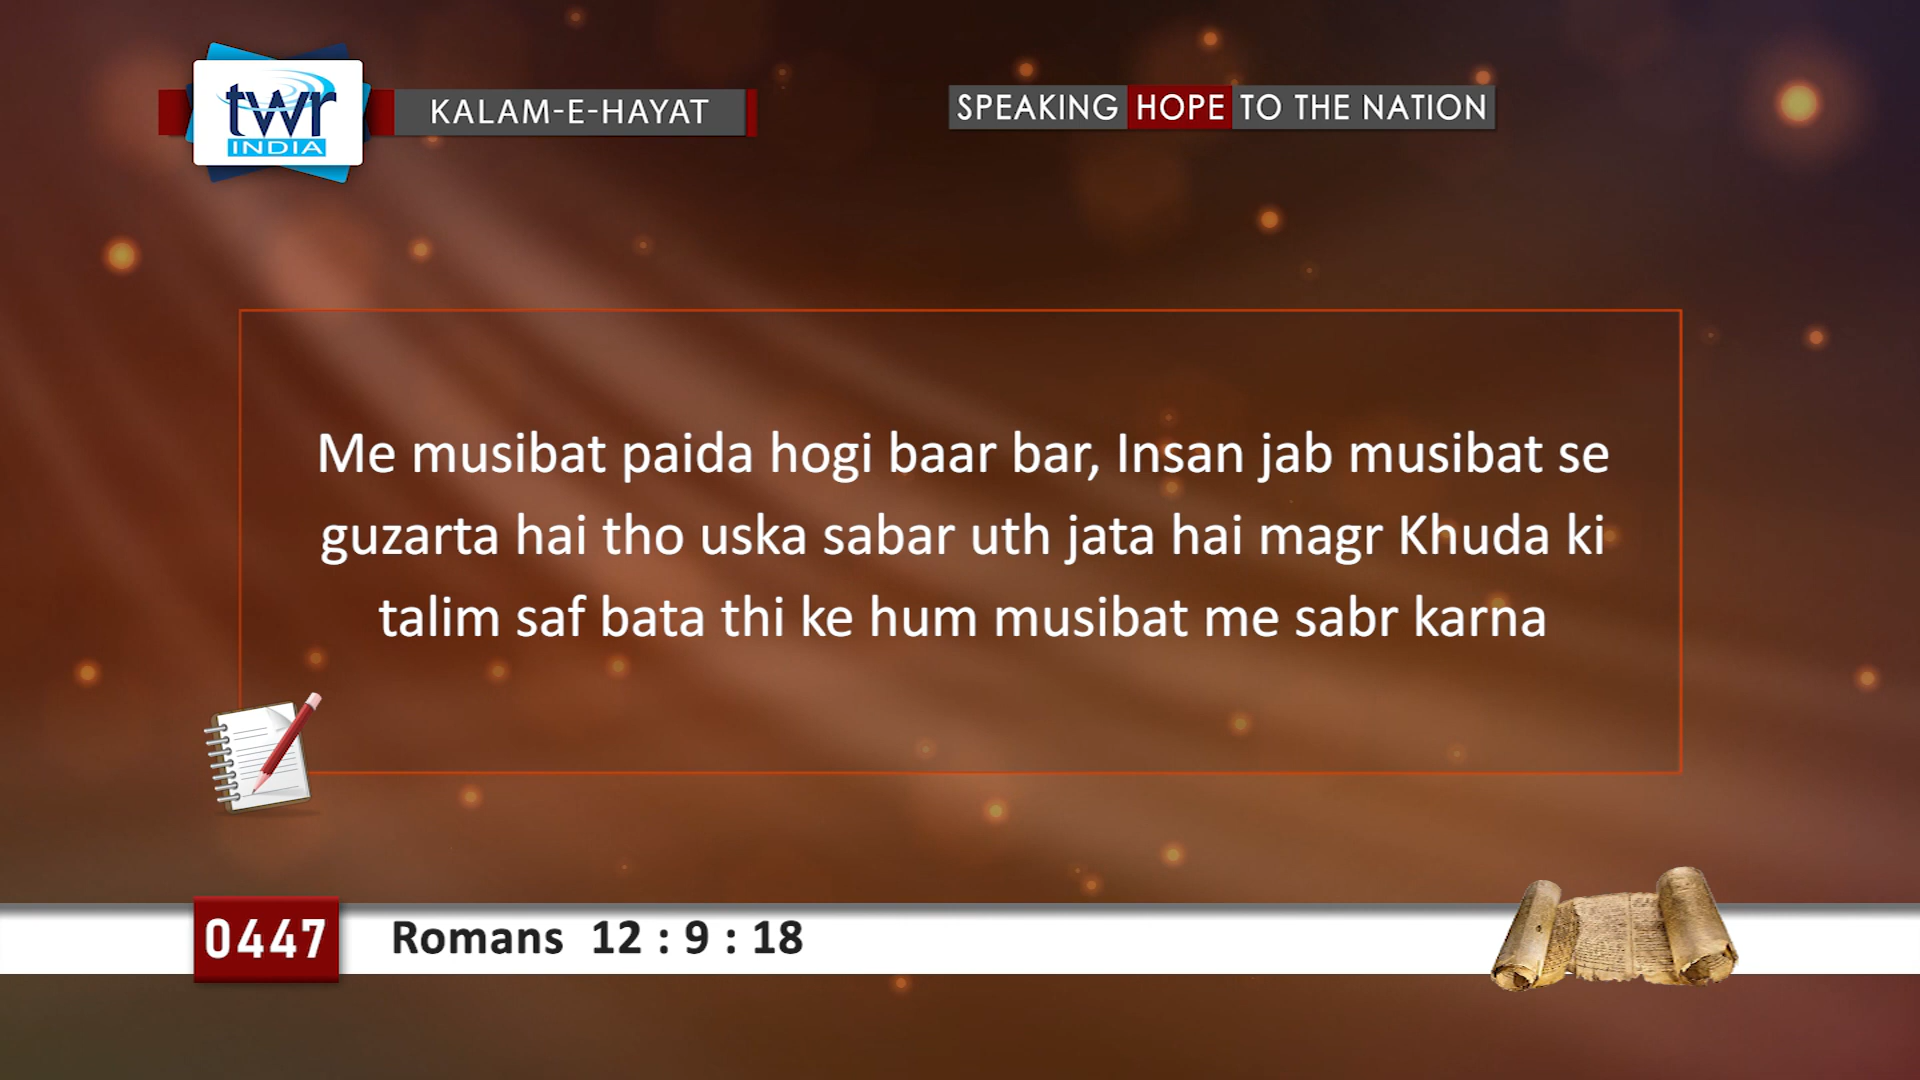 twr
INDIA
KALAM-E-HAYAT
SPEAKING HOPE TO THE NATION
Me musibat paida hogi baar bar, Insan jab musibat se
guzarta hai tho uska sabar uth jata hai magr Khuda ki
talim saf bata thi ke hum musibat me sabr karna
0447
Romans 12 : 9 : 18